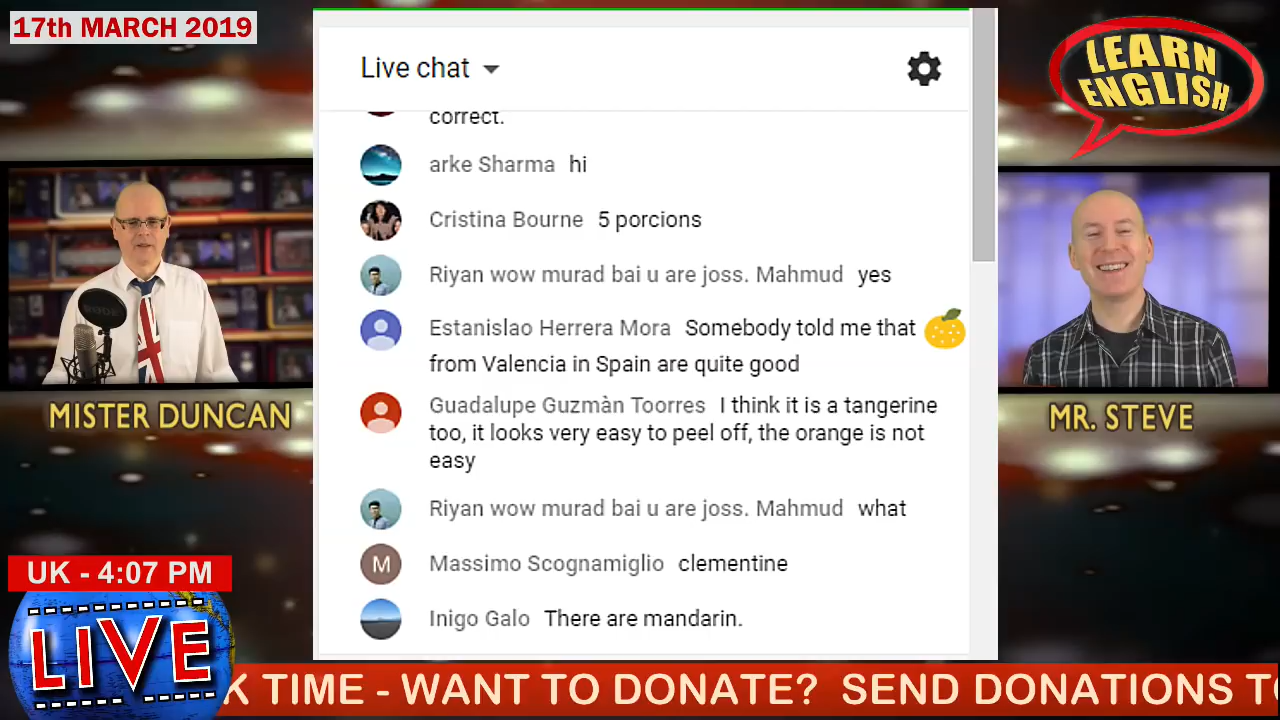 17th MARCH 2019
LEARN
ENGLISH
Live chat
correct.
arke Sharma hi
Cristina Bourne 5 porcions
Riyan wow murad bai u are joss. Mahmud yes
Estanislao Herrera Mora Somebody told me that 🍊
from Valencia in Spain are quite good
Guadalupe Guzmàn Toorres I think it is a tangerine
too, it looks very easy to peel off, the orange is not
easy
Riyan wow murad bai u are joss. Mahmud what
M
Massimo Scognamiglio clementine
Inigo Galo There are mandarin.
MISTER DUNCAN
MR. STEVE
UK - 4:07 PM
LIVE
K TIME - WANT TO DONATE? SEND DONATIONS TO